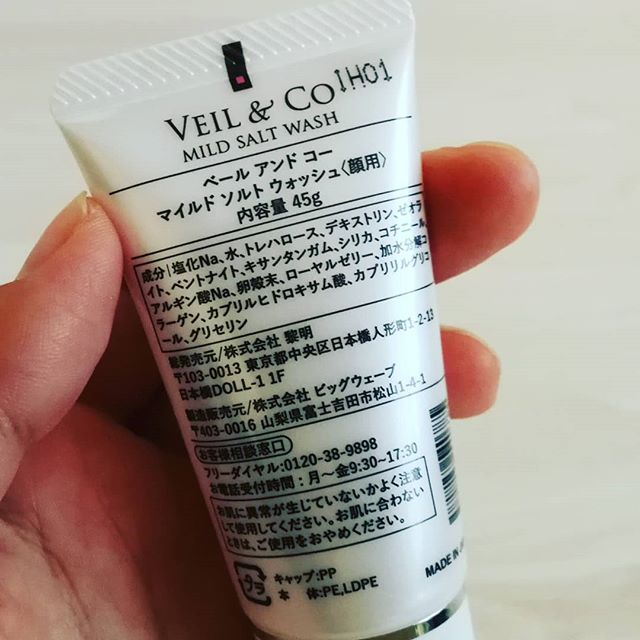 IH01
VEIL & CO
MILD SALT WASH
ベール アンド コー
マイルド ソルト ウォッシュ〈顔用〉
内容量 45g
成分｜塩化Na、水、トレハロース、デキストリン、ゼオラ
イト、ベントナイト、キサンタンガム、シリカ、コチニール、
アルギン酸Na、卵殻末、ローヤルゼリー、加水分解コ
ラーゲン、カプリルヒドロキサム酸、カプリリルグリコ
ール、グリセリン
総発売元/株式会社 黎明
〒103-0013 東京都中央区日本橋人形町1-2-13
日本橋DOLL-1 1F
製造販売元/株式会社 ビッグウェーブ
〒403-0016 山梨県富士吉田市松山1-4-1
お客様相談窓口
フリーダイヤル:0120-38-9898
お電話受付時間：月〜金9:30-17:30
お肌に異常が生じていないかよく注意
して使用してください。お肌に合わない
ときは、ご使用をおやめください。
プラ
キャップ:PP
本 体:PE,LDPE
MADE IN